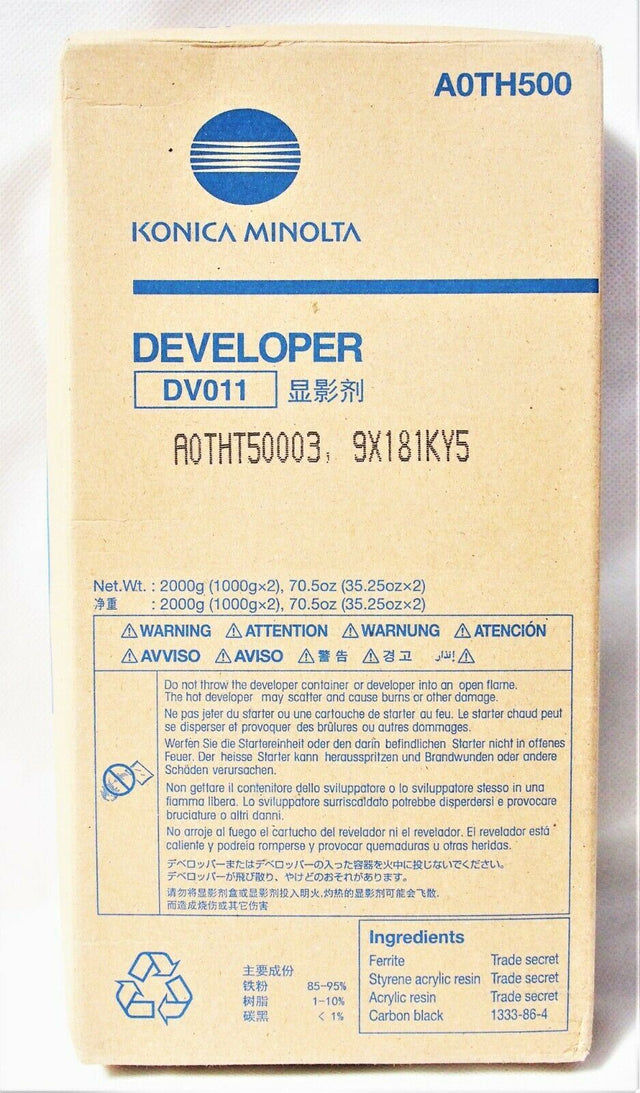 A0TH500
KONICA MINOLTA
DEVELOPER
DV011 显影剂
A0THT50003, 9X181KY5
Net.Wt. : 2000g (1000g×2), 70.5oz (35.25oz×2)
净重 : 2000g (1000g×2), 70.5oz (35.25oz×2)
⚠WARNING ⚠ATTENTION ⚠WARNUNG ⚠ATENCIÓN
⚠AVVISO ⚠AVISO ⚠警告 ⚠경고 إنذار⚠
Do not throw the developer container or developer into an open flame.
The hot developer may scatter and cause burns or other damage.
Ne pas jeter du starter ou une cartouche de starter au feu. Le starter chaud peut
se disperser et provoquer des brûlures ou autres dommages.
Werfen Sie die Startereinheit oder den darin befindlichen Starter nicht in offenes
Feuer. Der heisse Starter kann herausspritzen und Brandwunden oder andere
Schäden verursachen.
Non gettare il contenitore dello sviluppatore o lo sviluppatore stesso in una
fiamma libera. Lo sviluppatore surriscaldato potrebbe disperdersi e provocare
bruciature o altri danni.
No arroje al fuego el cartucho del revelador ni el revelador. El revelador está
caliente y podreia romperse y provocar quemaduras u otras heridas.
デベロッパーまたはデベロッパーの入った容器を火中に投じないでください。
デベロッパーが飛び散り、やけどのおそれがあります。
请勿将显影剂盒或显影剂投入明火.灼热的显影剂可能会飞散.
而造成烧伤或其它伤害
主要成份
铁粉 85-95%
树脂 1-10%
碳黑 < 1%
Ingredients
Ferrite Trade secret
Styrene acrylic resin Trade secret
Acrylic resin Trade secret
Carbon black 1333-86-4